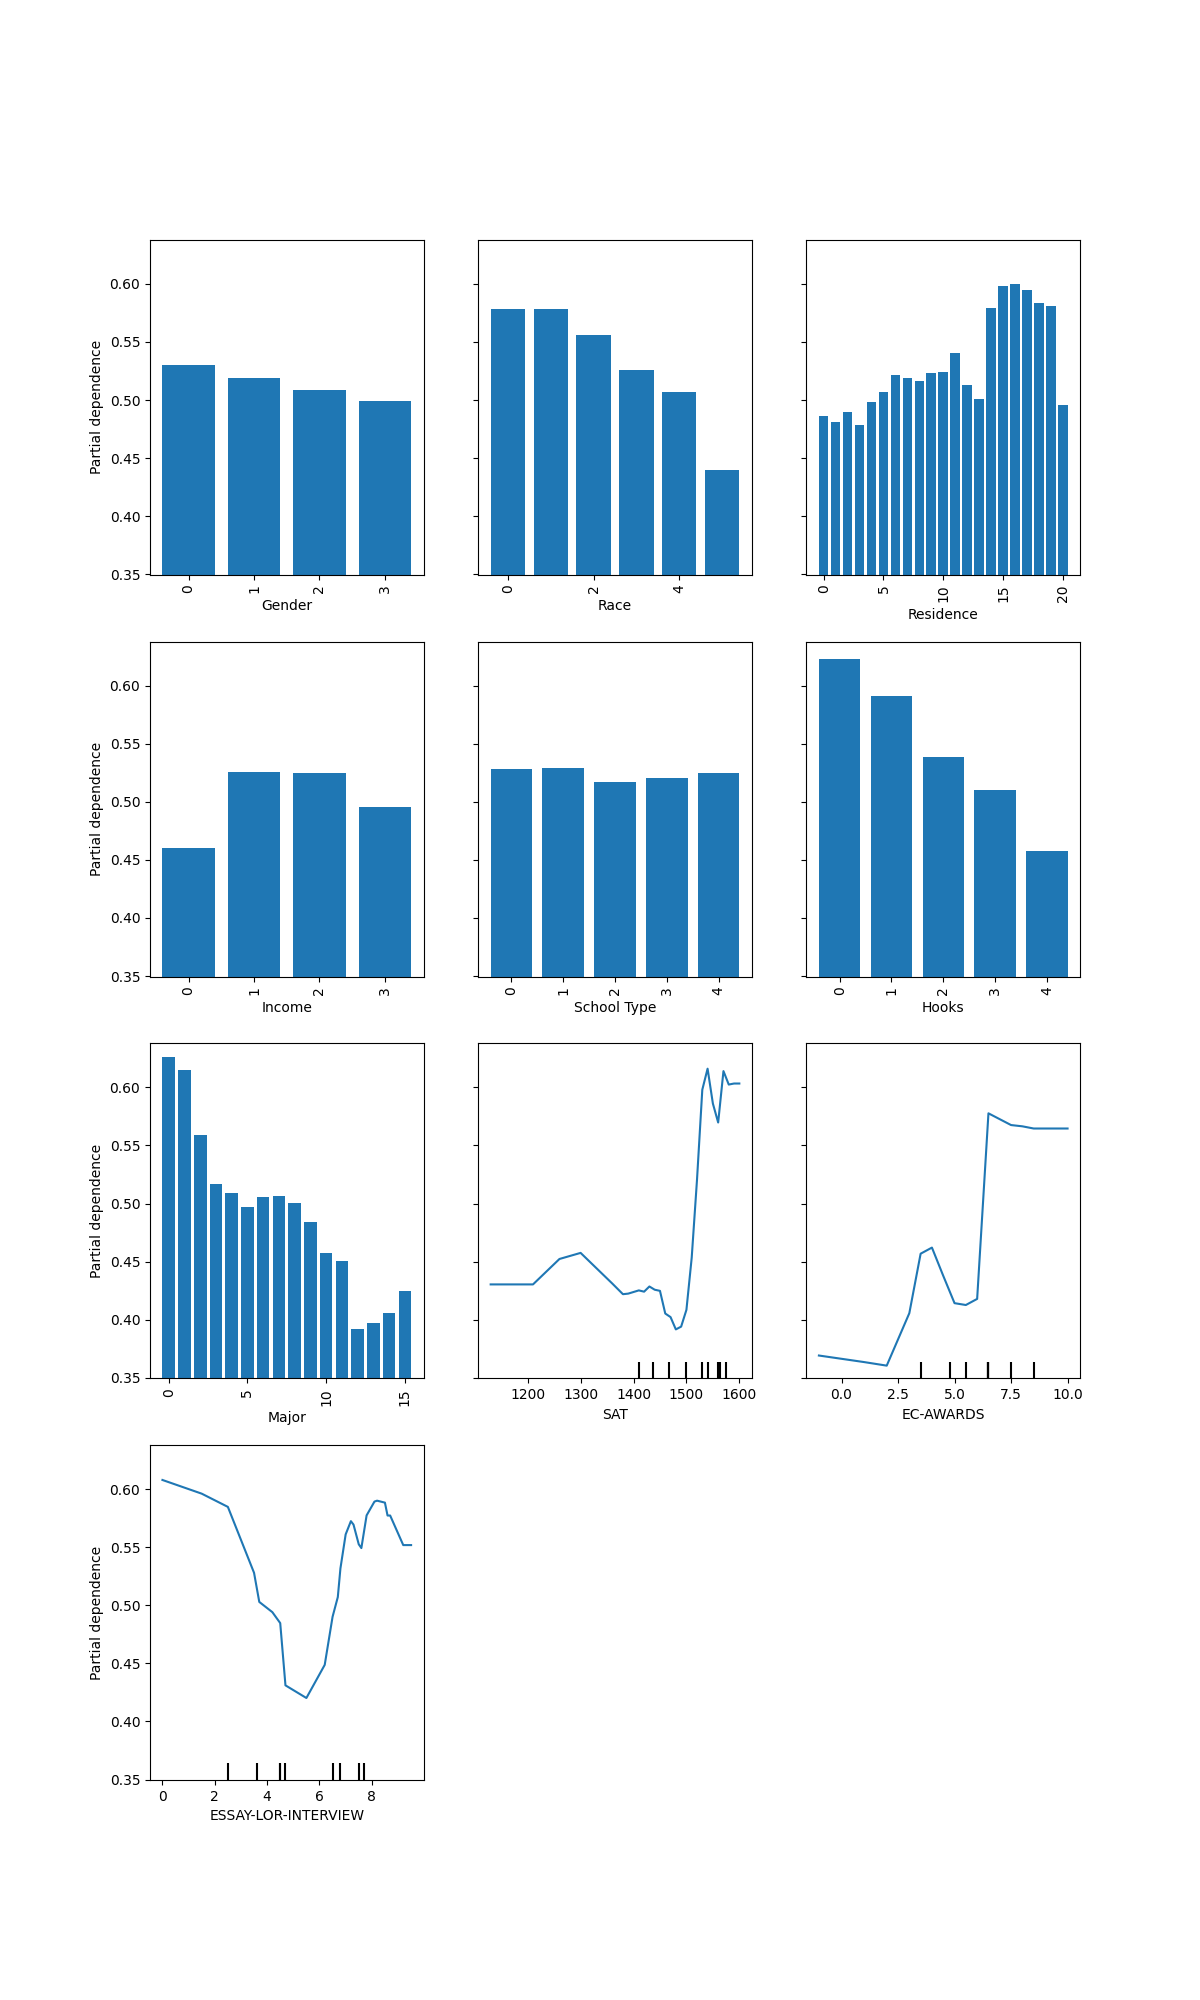 0.60
0.55
0.50
0.45
0.40
0.35
Partial dependence
0 1 2 3
Gender
0 2 4
Race
0 5 10 15 20
Residence
0.60
0.55
0.50
0.45
0.40
0.35
Partial dependence
0 1 2 3
Income
0 1 2 3 4
School Type
0 1 2 3 4
Hooks
0.60
0.55
0.50
0.45
0.40
0.35
Partial dependence
0 5 10 15
Major
1200 1300 1400 1500 1600
SAT
0.0 2.5 5.0 7.5 10.0
EC-AWARDS
0.60
0.55
0.50
0.45
0.40
0.35
Partial dependence
0 2 4 6 8
ESSAY-LOR-INTERVIEW